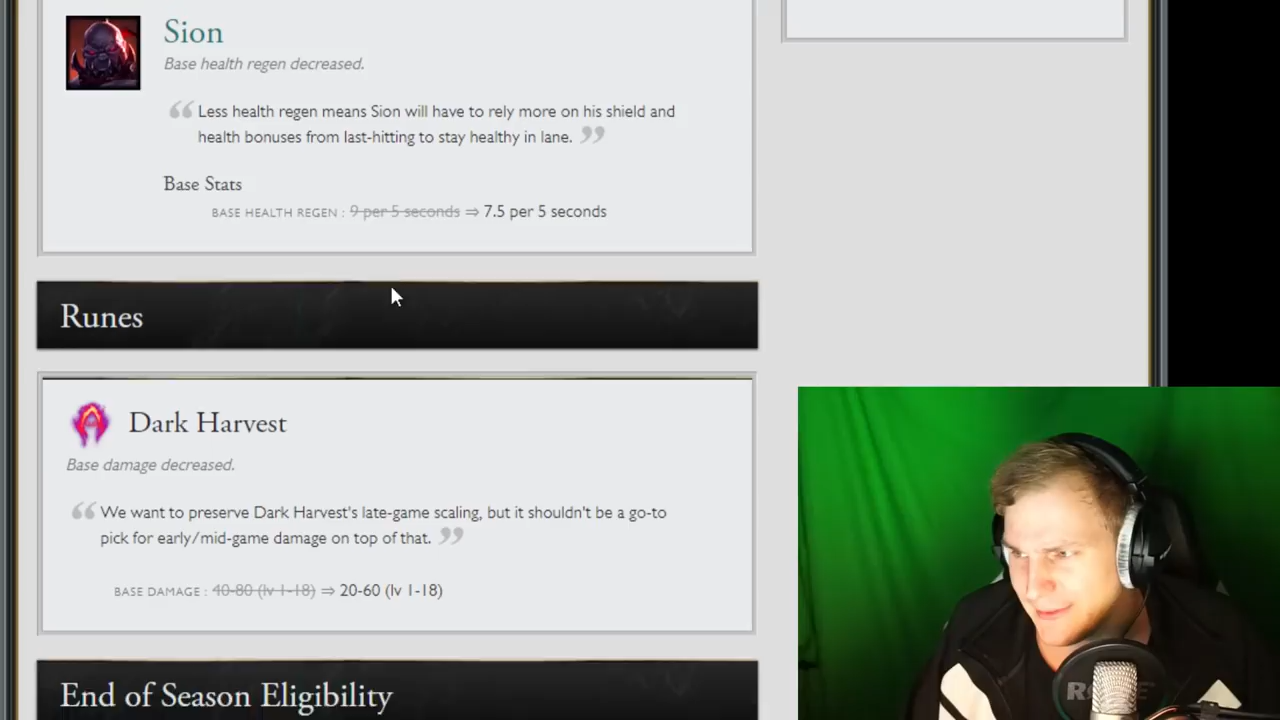 Sion
Base health regen decreased.
“ Less health regen means Sion will have to rely more on his shield and
health bonuses from last-hitting to stay healthy in lane. ”
Base Stats
BASE HEALTH REGEN : 9 per 5 seconds ⇒ 7.5 per 5 seconds
Runes
Dark Harvest
Base damage decreased.
“ We want to preserve Dark Harvest's late-game scaling, but it shouldn't be a go-to
pick for early/mid-game damage on top of that. ”
BASE DAMAGE : 40-80 (lv 1-18) ⇒ 20-60 (lv 1-18)
End of Season Eligibility